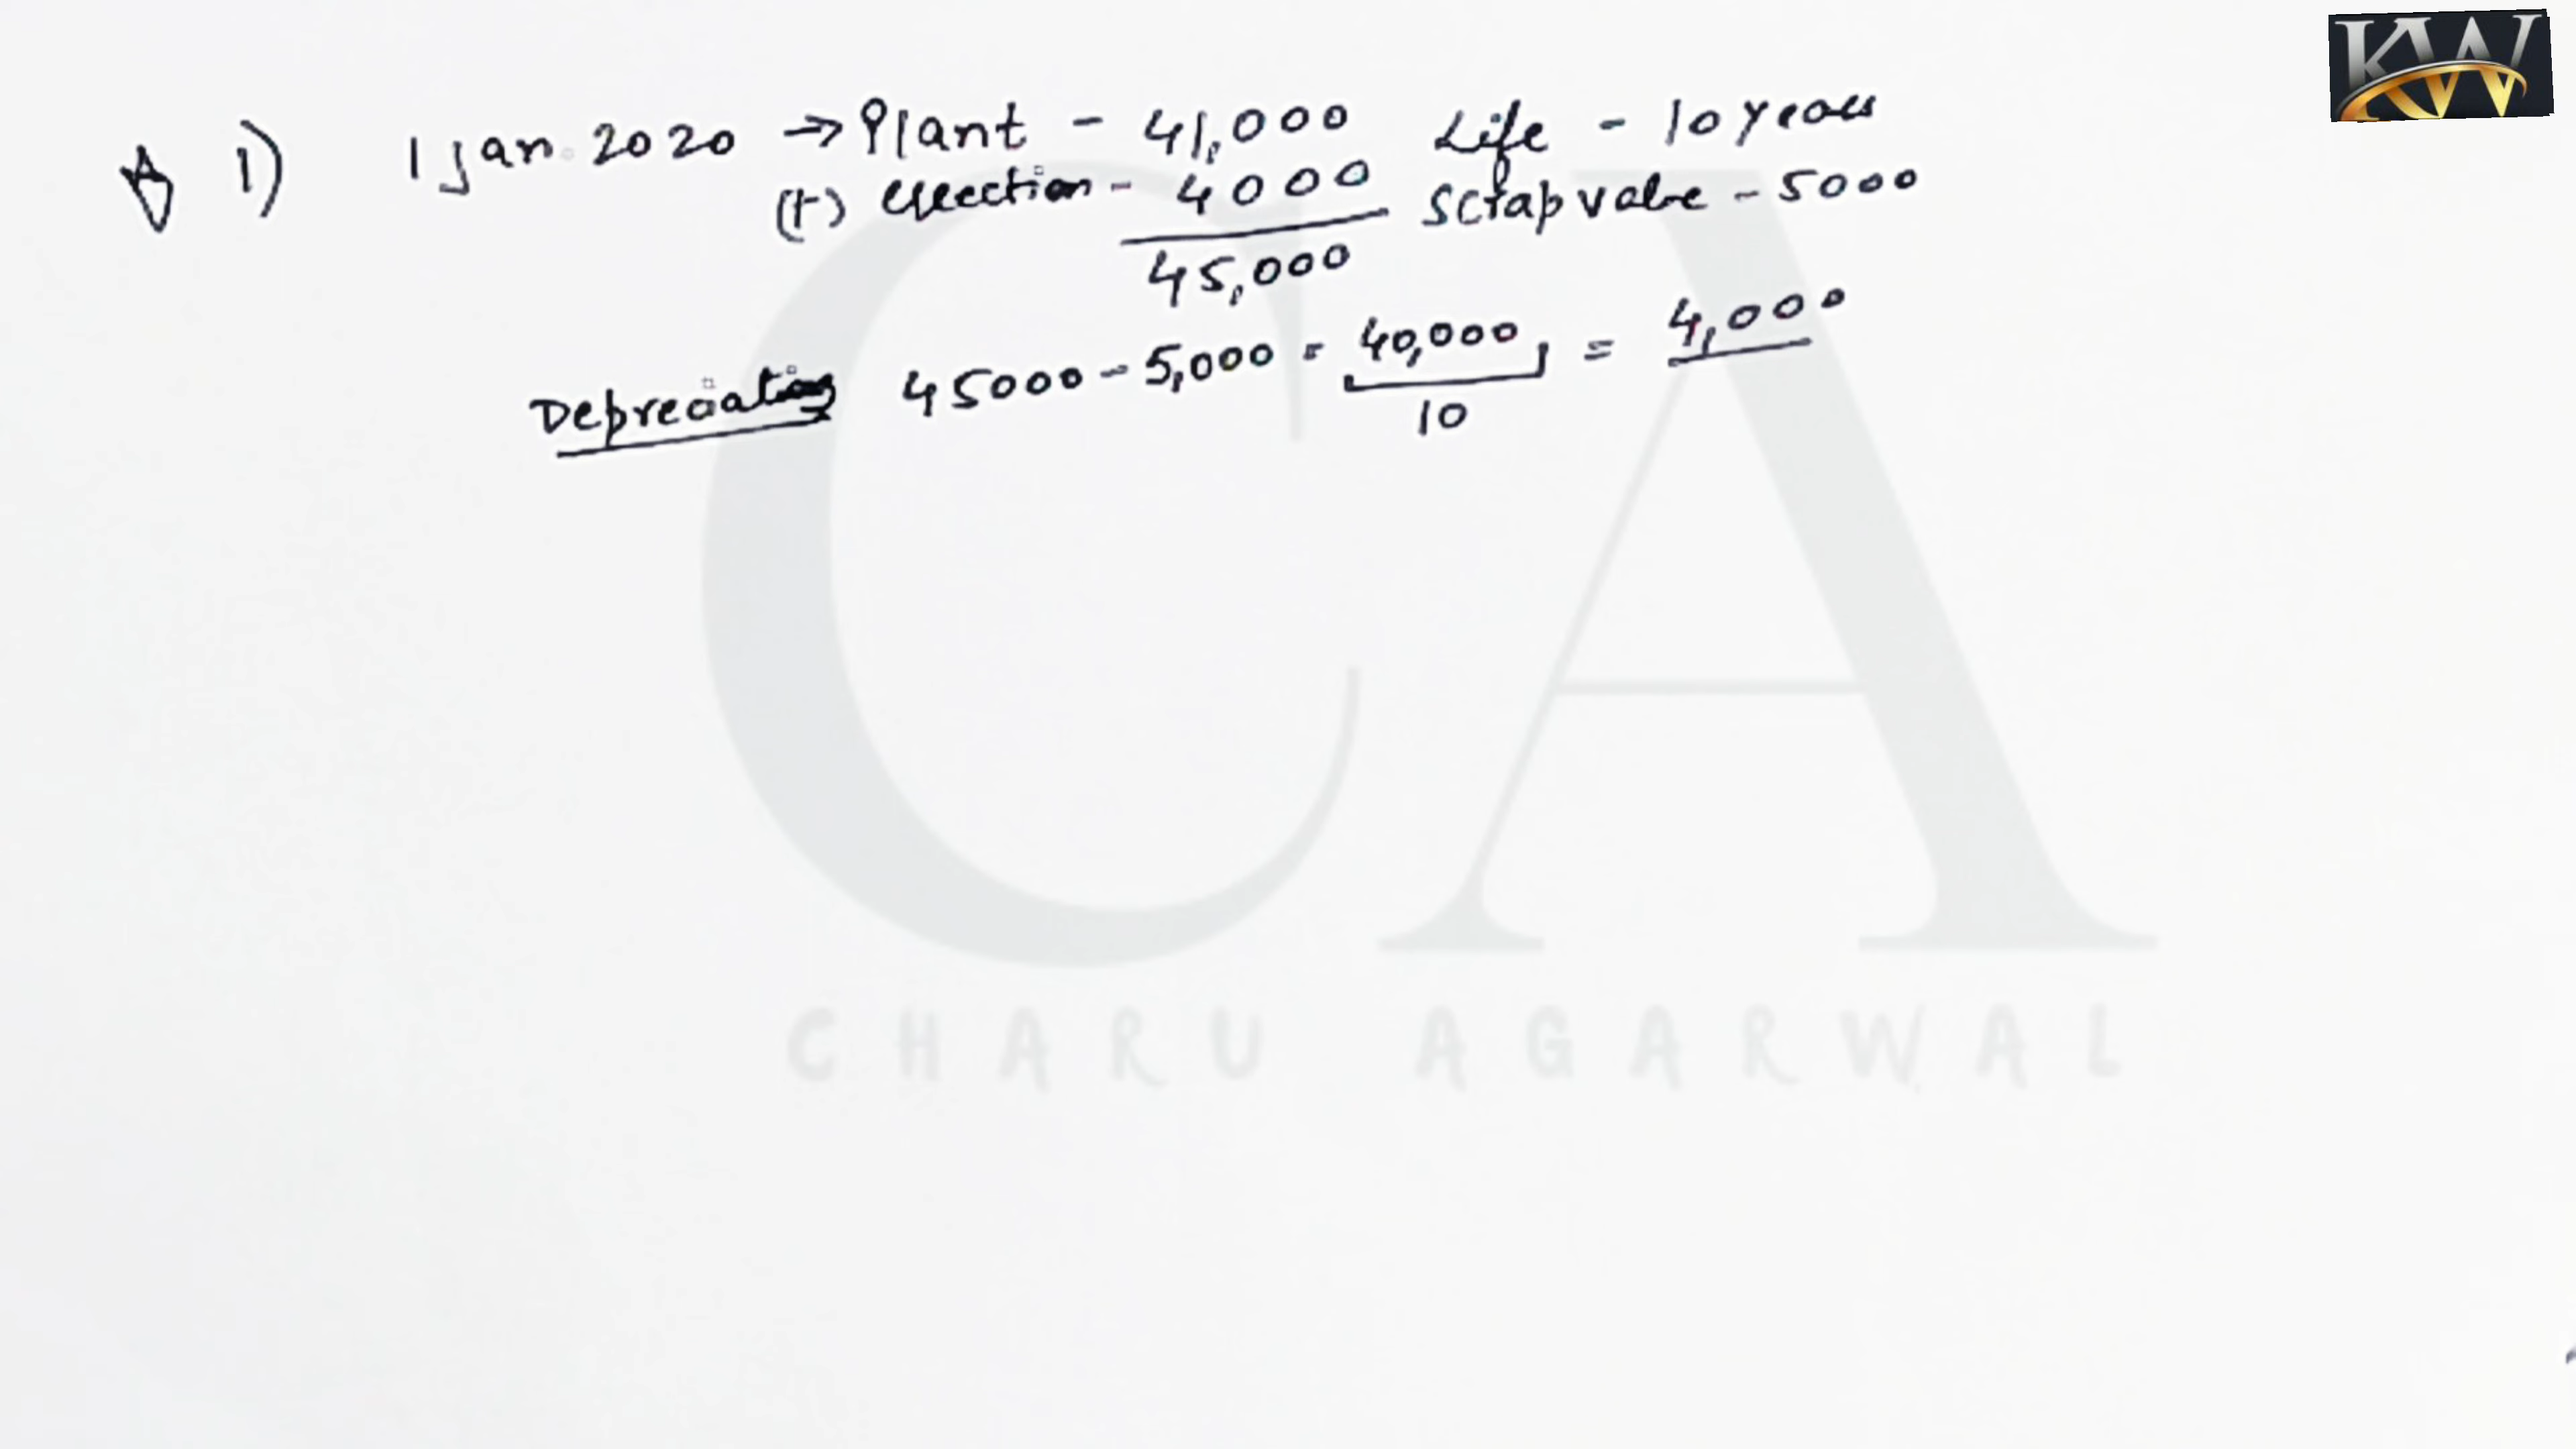 KW
1) 1 Jan. 2020 → Plant - 41,000 Life - 10 years
(+) erection - 4000 Scrap value - 5000
45,000
Depreciation 45000 - 5,000 = 40,000 = 4,000
10
CA
CHARU AGARWAL